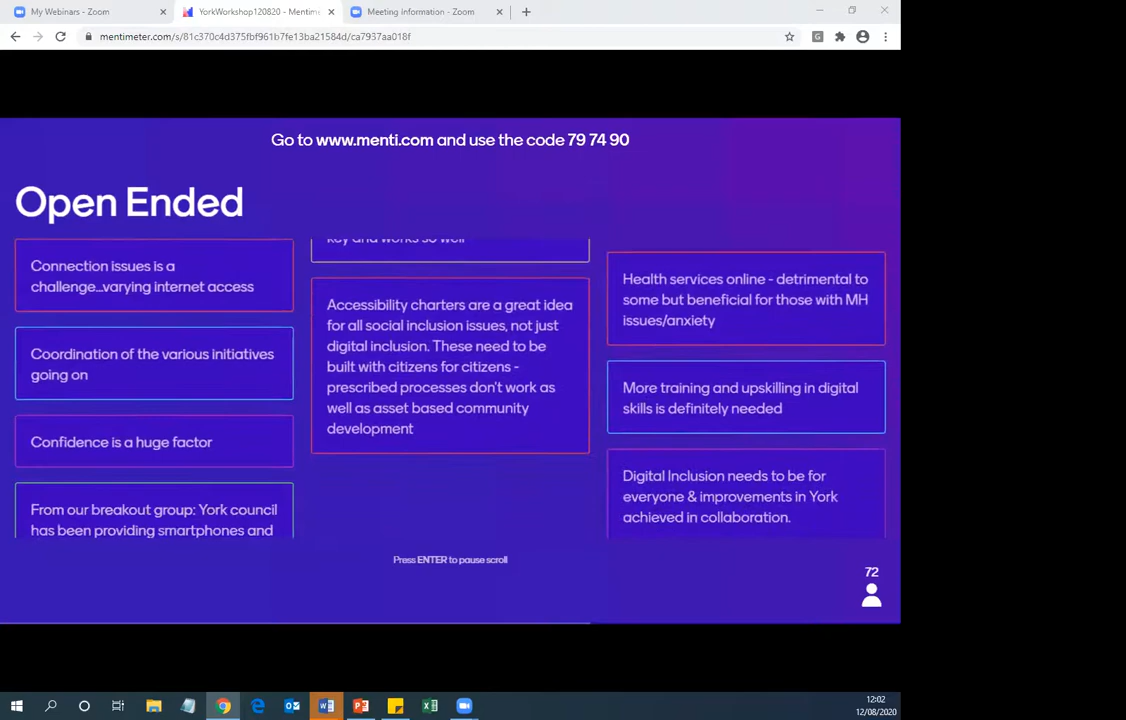 My Webinars - Zoom
YorkWorkshop120820 - Mentime
Meeting Information - Zoom
mentimeter.com/s/81c370c4d375fbf961b7fe13ba21584d/ca7937aa018f
Go to www.menti.com and use the code 79 74 90
Open Ended
Connection issues is a
challenge...varying internet access
Coordination of the various initiatives
going on
Confidence is a huge factor
From our breakout group: York council
has been providing smartphones and
key and works so well
Accessibility charters are a great idea
for all social inclusion issues, not just
digital inclusion. These need to be
built with citizens for citizens -
prescribed processes don't work as
well as asset based community
development
Health services online - detrimental to
some but beneficial for those with MH
issues/anxiety
More training and upskilling in digital
skills is definitely needed
Digital Inclusion needs to be for
everyone & improvements in York
achieved in collaboration.
Press ENTER to pause scroll
72
12:02
12/08/2020